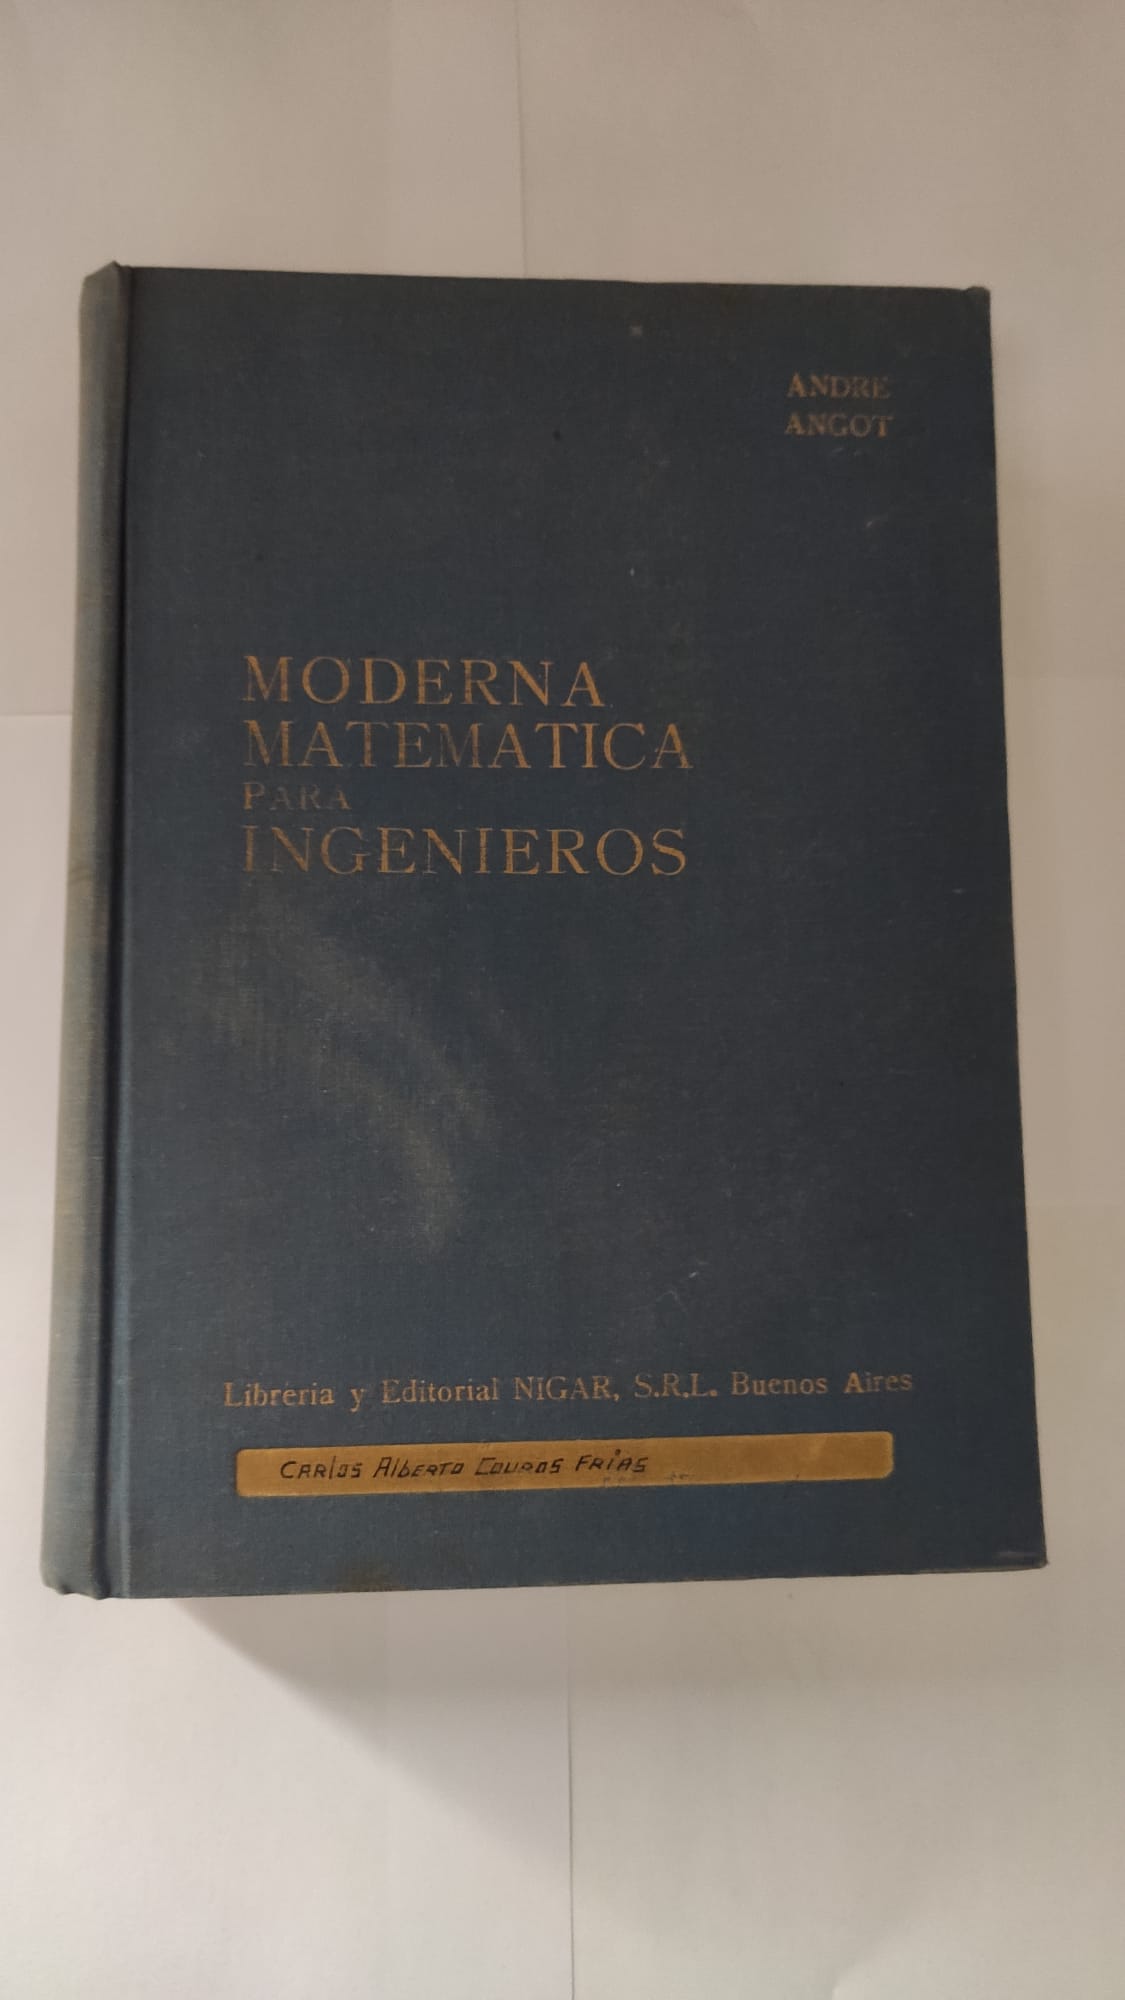 ANDRE
ANGOT
MODERNA
MATEMATICA
PARA
INGENIEROS
Libreria y Editorial NIGAR, S.R.L. Buenos Aires
CARlos AlbERTO COUROS FRiAS